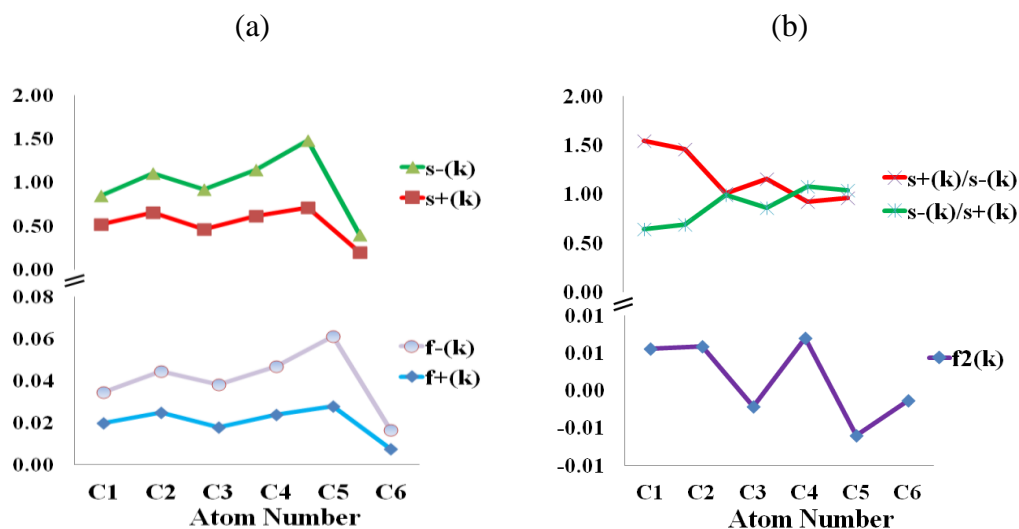 (a)
2.00
1.50
1.00
0.50
0.00
0.08
0.06
0.04
0.02
0.00
s-(k)
s+(k)
f-(k)
f+(k)
C1 C2 C3 C4 C5 C6
Atom Number
(b)
2.00
1.50
1.00
0.50
0.00
0.01
0.01
0.00
-0.01
-0.01
s+(k)/s-(k)
s-(k)/s+(k)
f2(k)
C1 C2 C3 C4 C5 C6
Atom Number